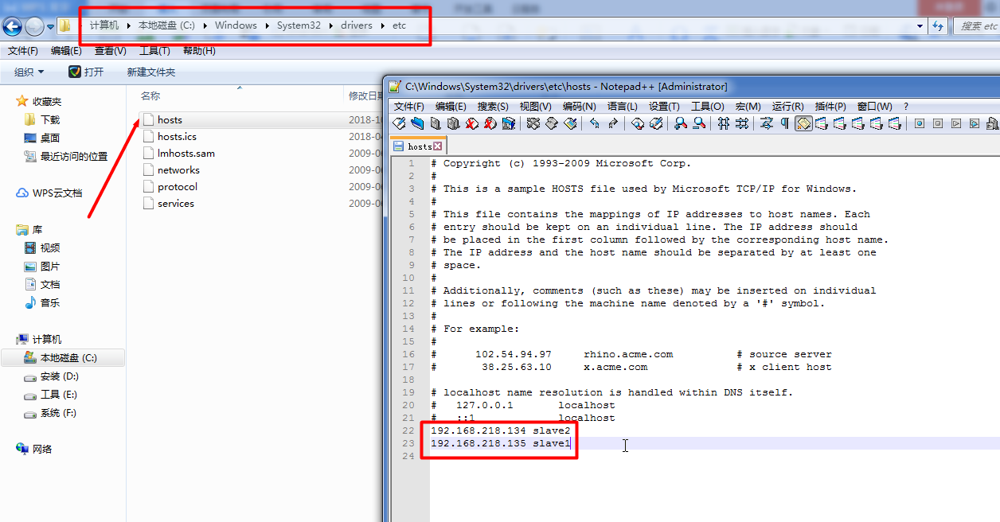 计算机 ▸ 本地磁盘 (C:) ▸ Windows ▸ System32 ▸ drivers ▸ etc
搜索 etc
文件(F) 编辑(E) 查看(V) 工具(T) 帮助(H)
组织 打开 新建文件夹
收藏夹
下载
桌面
最近访问的位置
WPS云文档
库
视频
图片
文档
音乐
计算机
本地磁盘 (C:)
安装 (D:)
工具 (E:)
系统 (F:)
网络
名称 修改日期
hosts 2018-10
hosts.ics 2018-04
lmhosts.sam 2009-06
networks 2009-06
protocol 2009-06
services 2009-06
C:\Windows\System32\drivers\etc\hosts - Notepad++ [Administrator]
文件(F) 编辑(E) 搜索(S) 视图(V) 编码(N) 语言(L) 设置(T) 工具(O) 宏(M) 运行(R) 插件(P) 窗口(W) ?
hosts
1 # Copyright (c) 1993-2009 Microsoft Corp.
2 #
3 # This is a sample HOSTS file used by Microsoft TCP/IP for Windows.
4 #
5 # This file contains the mappings of IP addresses to host names. Each
6 # entry should be kept on an individual line. The IP address should
7 # be placed in the first column followed by the corresponding host name.
8 # The IP address and the host name should be separated by at least one
9 # space.
10 #
11 # Additionally, comments (such as these) may be inserted on individual
12 # lines or following the machine name denoted by a '#' symbol.
13 #
14 # For example:
15 #
16 # 102.54.94.97 rhino.acme.com # source server
17 # 38.25.63.10 x.acme.com # x client host
18
19 # localhost name resolution is handled within DNS itself.
20 # 127.0.0.1 localhost
21 # ::1 localhost
22 192.168.218.134 slave2
23 192.168.218.135 slave1
24